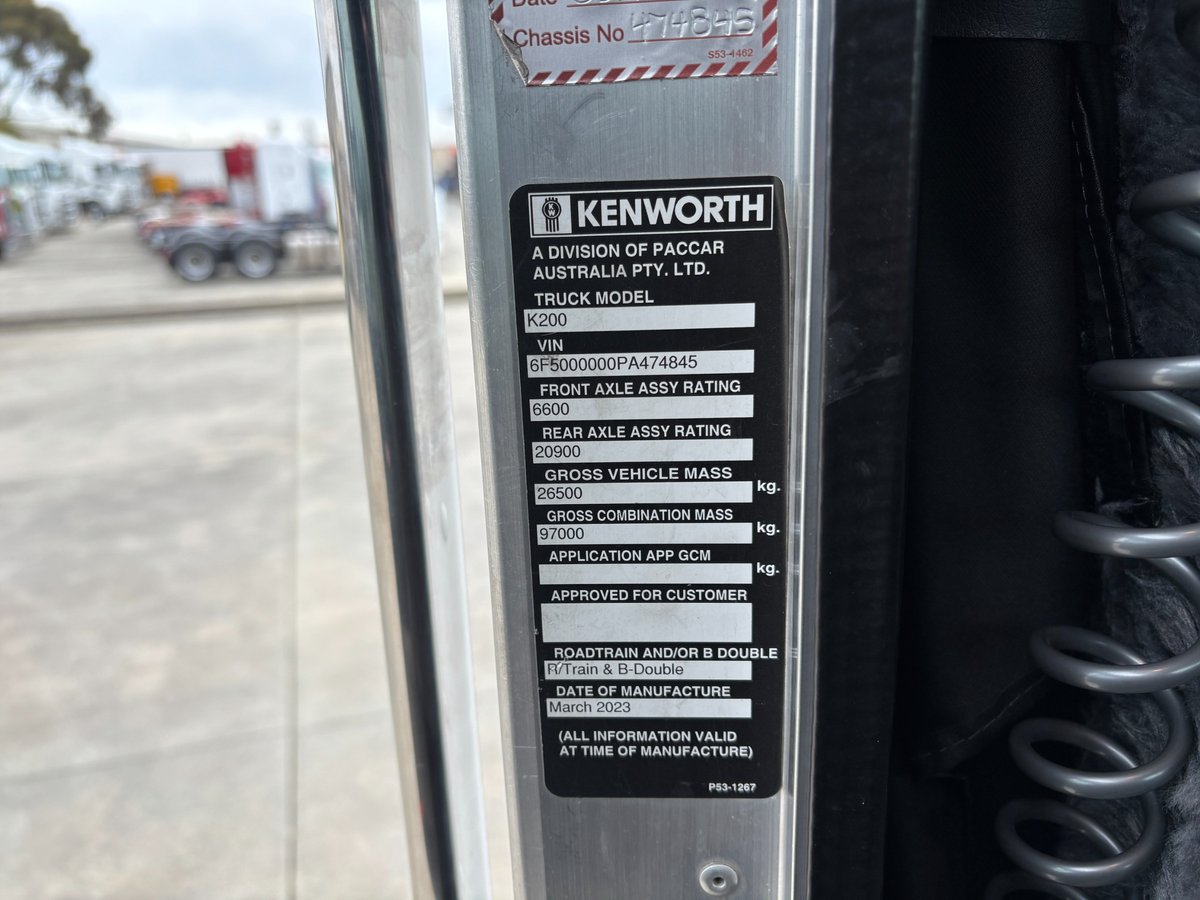 Date
Chassis No 474845
S53-1462
KENWORTH
A DIVISION OF PACCAR
AUSTRALIA PTY. LTD.
TRUCK MODEL
K200
VIN
6F5000000PA474845
FRONT AXLE ASSY RATING
6600
REAR AXLE ASSY RATING
20900
GROSS VEHICLE MASS
26500 kg.
GROSS COMBINATION MASS
97000 kg.
APPLICATION APP GCM
kg.
APPROVED FOR CUSTOMER
ROADTRAIN AND/OR B DOUBLE
R/Train & B-Double
DATE OF MANUFACTURE
March 2023
(ALL INFORMATION VALID
AT TIME OF MANUFACTURE)
P53-1267